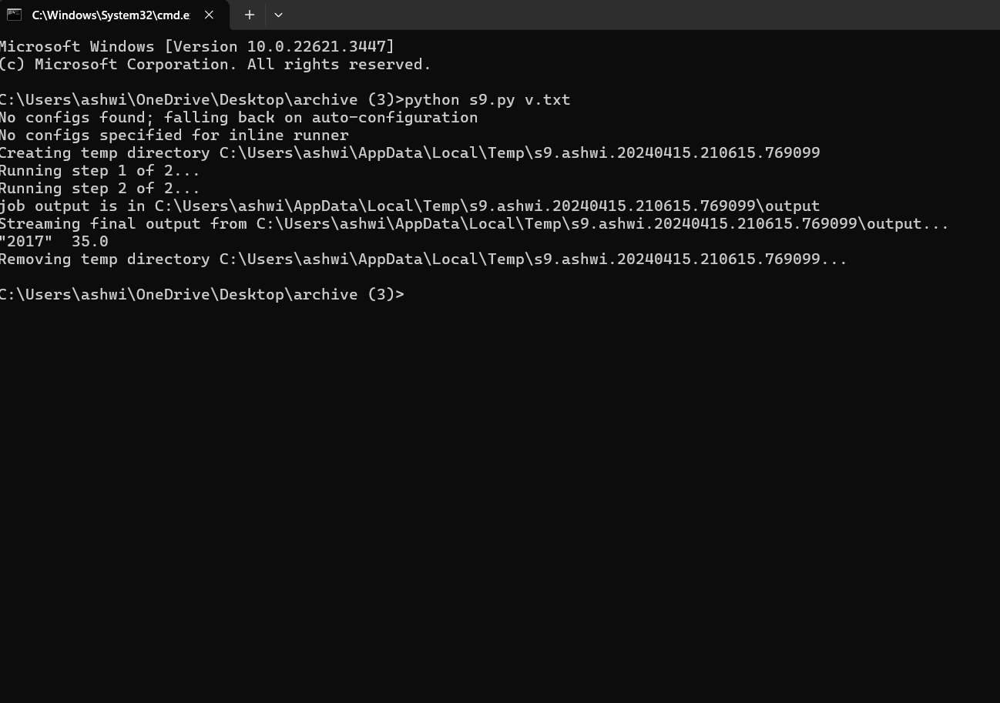 C:\Windows\System32\cmd.e
Microsoft Windows [Version 10.0.22621.3447]
(c) Microsoft Corporation. All rights reserved.
C:\Users\ashwi\OneDrive\Desktop\archive (3)>python s9.py v.txt
No configs found; falling back on auto-configuration
No configs specified for inline runner
Creating temp directory C:\Users\ashwi\AppData\Local\Temp\s9.ashwi.20240415.210615.769099
Running step 1 of 2...
Running step 2 of 2...
job output is in C:\Users\ashwi\AppData\Local\Temp\s9.ashwi.20240415.210615.769099\output
Streaming final output from C:\Users\ashwi\AppData\Local\Temp\s9.ashwi.20240415.210615.769099\output...
"2017"  35.0
Removing temp directory C:\Users\ashwi\AppData\Local\Temp\s9.ashwi.20240415.210615.769099...
C:\Users\ashwi\OneDrive\Desktop\archive (3)>